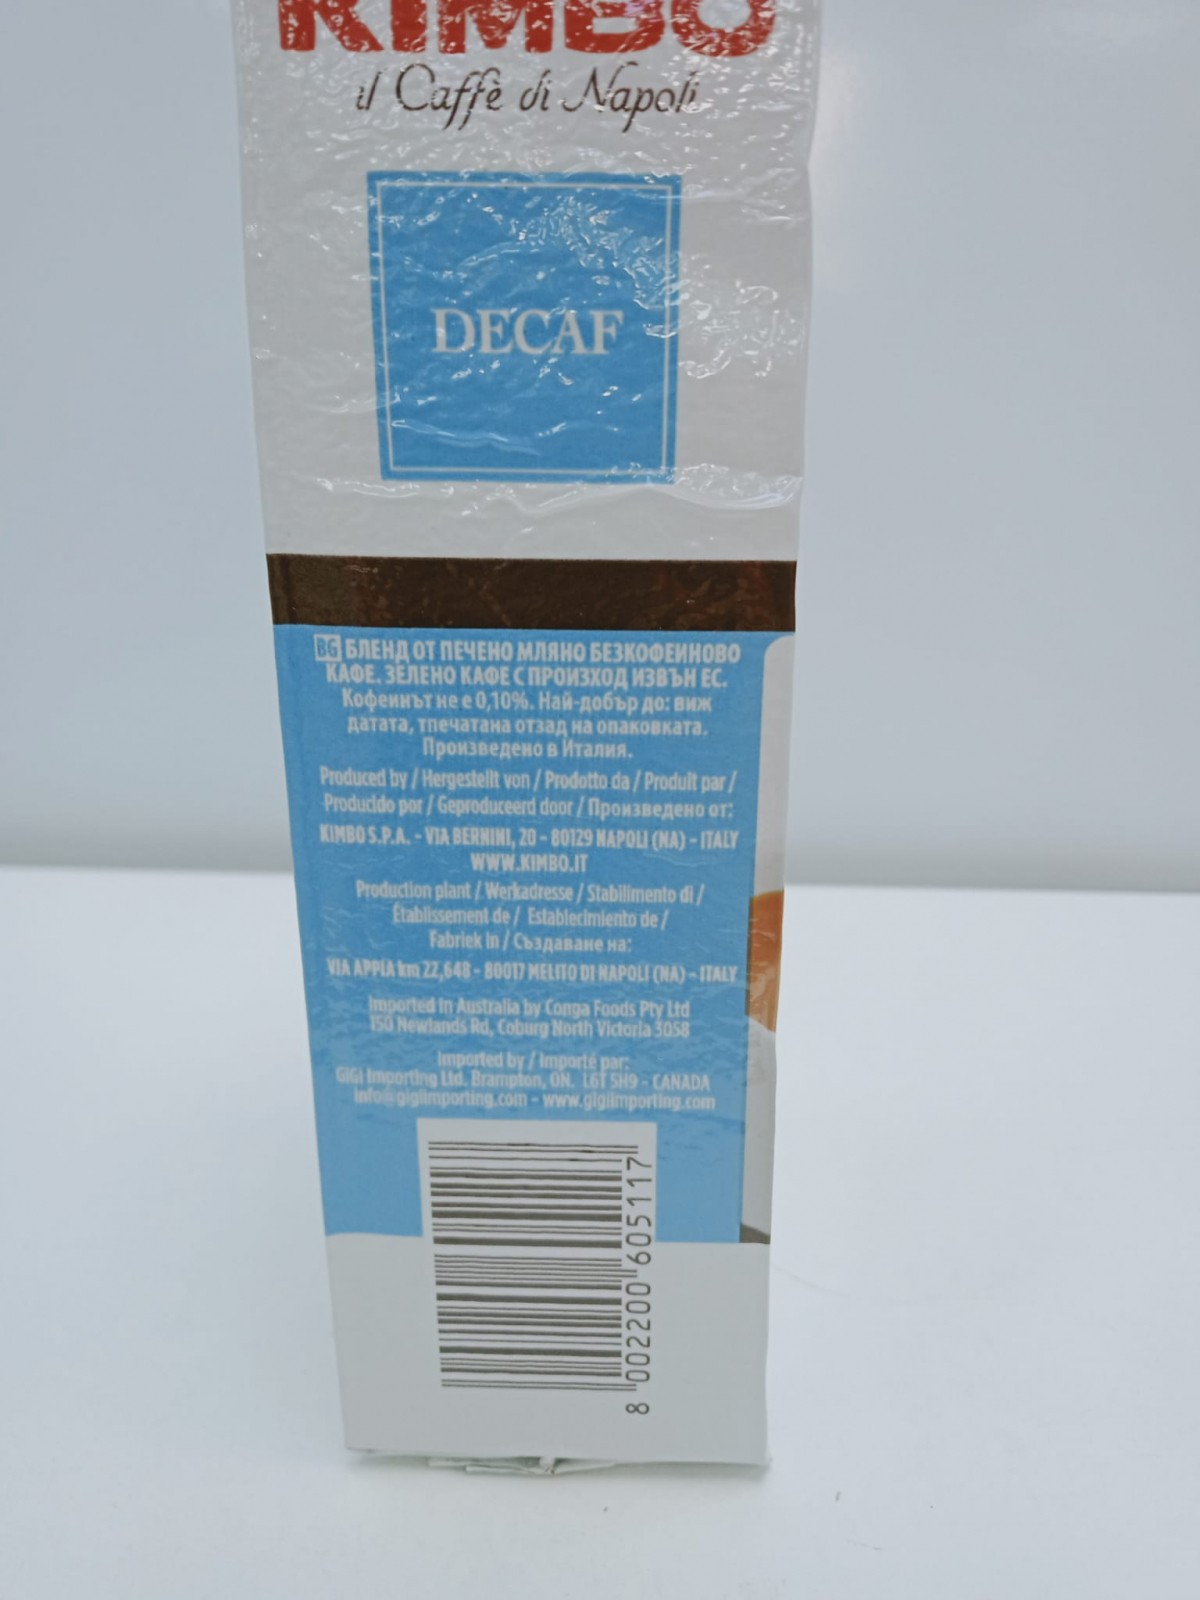 KIMBO
il Caffè di Napoli
DECAF
BG БЛЕНД ОТ ПЕЧЕНО МЛЯНО БЕЗКОФЕИНОВО
КАФЕ. ЗЕЛЕНО КАФЕ С ПРОИЗХОД ИЗВЪН ЕС.
Кофеинът не е 0,10%. Най-добър до: виж
датата, тпечатана отзад на опаковката.
Произведено в Италия.
Produced by / Hergestellt von / Prodotto da / Produit par /
Producido por / Geproduceerd door / Произведено от:
KIMBO S.P.A. - VIA BERNINI, 20 - 80129 NAPOLI (NA) - ITALY
WWW.KIMBO.IT
Production plant / Werkadresse / Stabilimento di /
Établissement de / Establecimiento de /
Fabriek in / Създаване на:
VIA APPIA km 22,648 - 80017 MELITO DI NAPOLI (NA) - ITALY
Imported in Australia by Conga Foods Pty Ltd
150 Newlands Rd, Coburg North Victoria 3058
Imported by / Importé par:
GIGI Importing Ltd. Brampton, ON. L6T 5H9 - CANADA
info@gigiimporting.com - www.gigiimporting.com
8 002200 605117